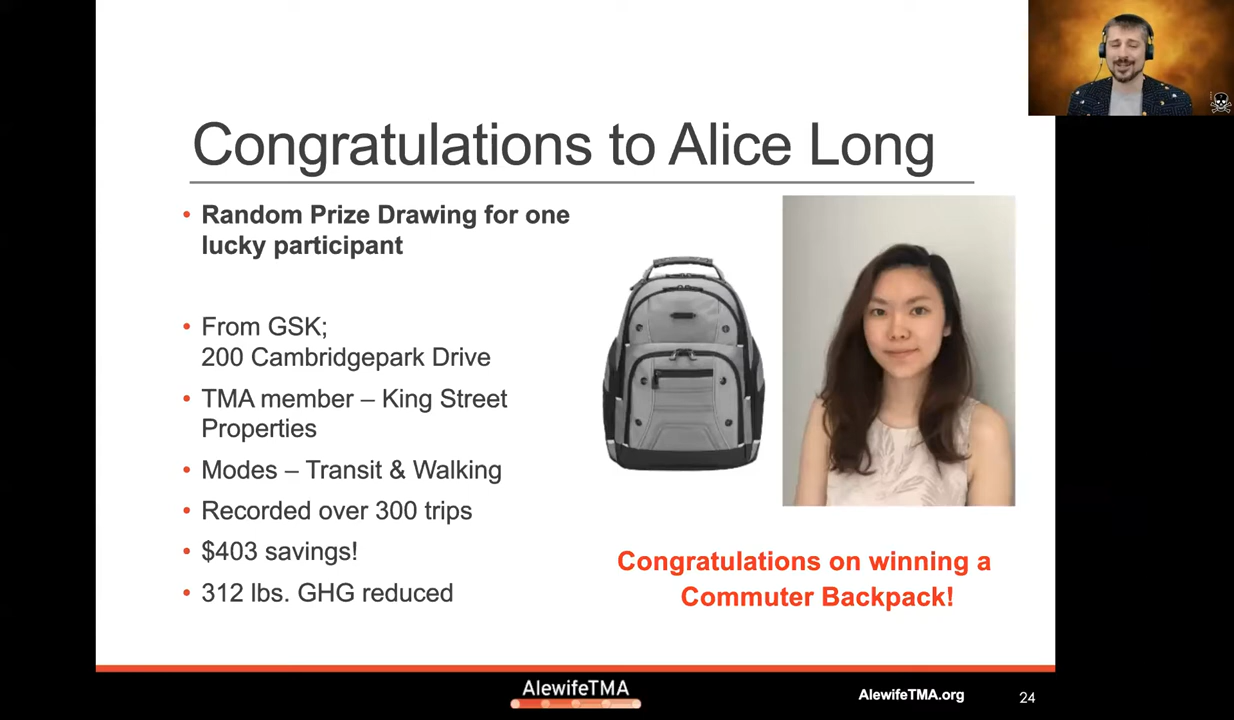 Congratulations to Alice Long
• Random Prize Drawing for one
lucky participant
• From GSK;
200 Cambridgepark Drive
• TMA member – King Street
Properties
• Modes – Transit & Walking
• Recorded over 300 trips
• $403 savings!
• 312 lbs. GHG reduced
Congratulations on winning a
Commuter Backpack!
AlewifeTMA
AlewifeTMA.org
24